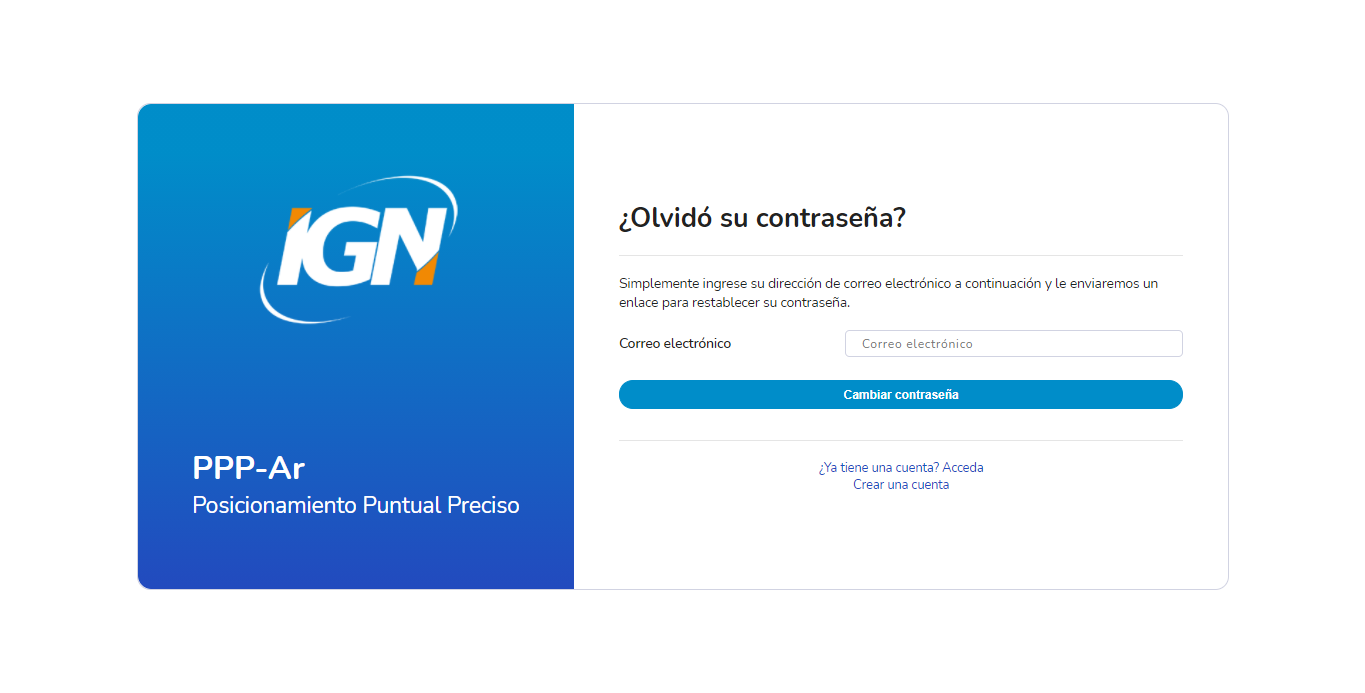 IGN
PPP-Ar
Posicionamiento Puntual Preciso
¿Olvidó su contraseña?
Simplemente ingrese su dirección de correo electrónico a continuación y le enviaremos un
enlace para restablecer su contraseña.
Correo electrónico
Correo electrónico
Cambiar contraseña
¿Ya tiene una cuenta? Acceda
Crear una cuenta